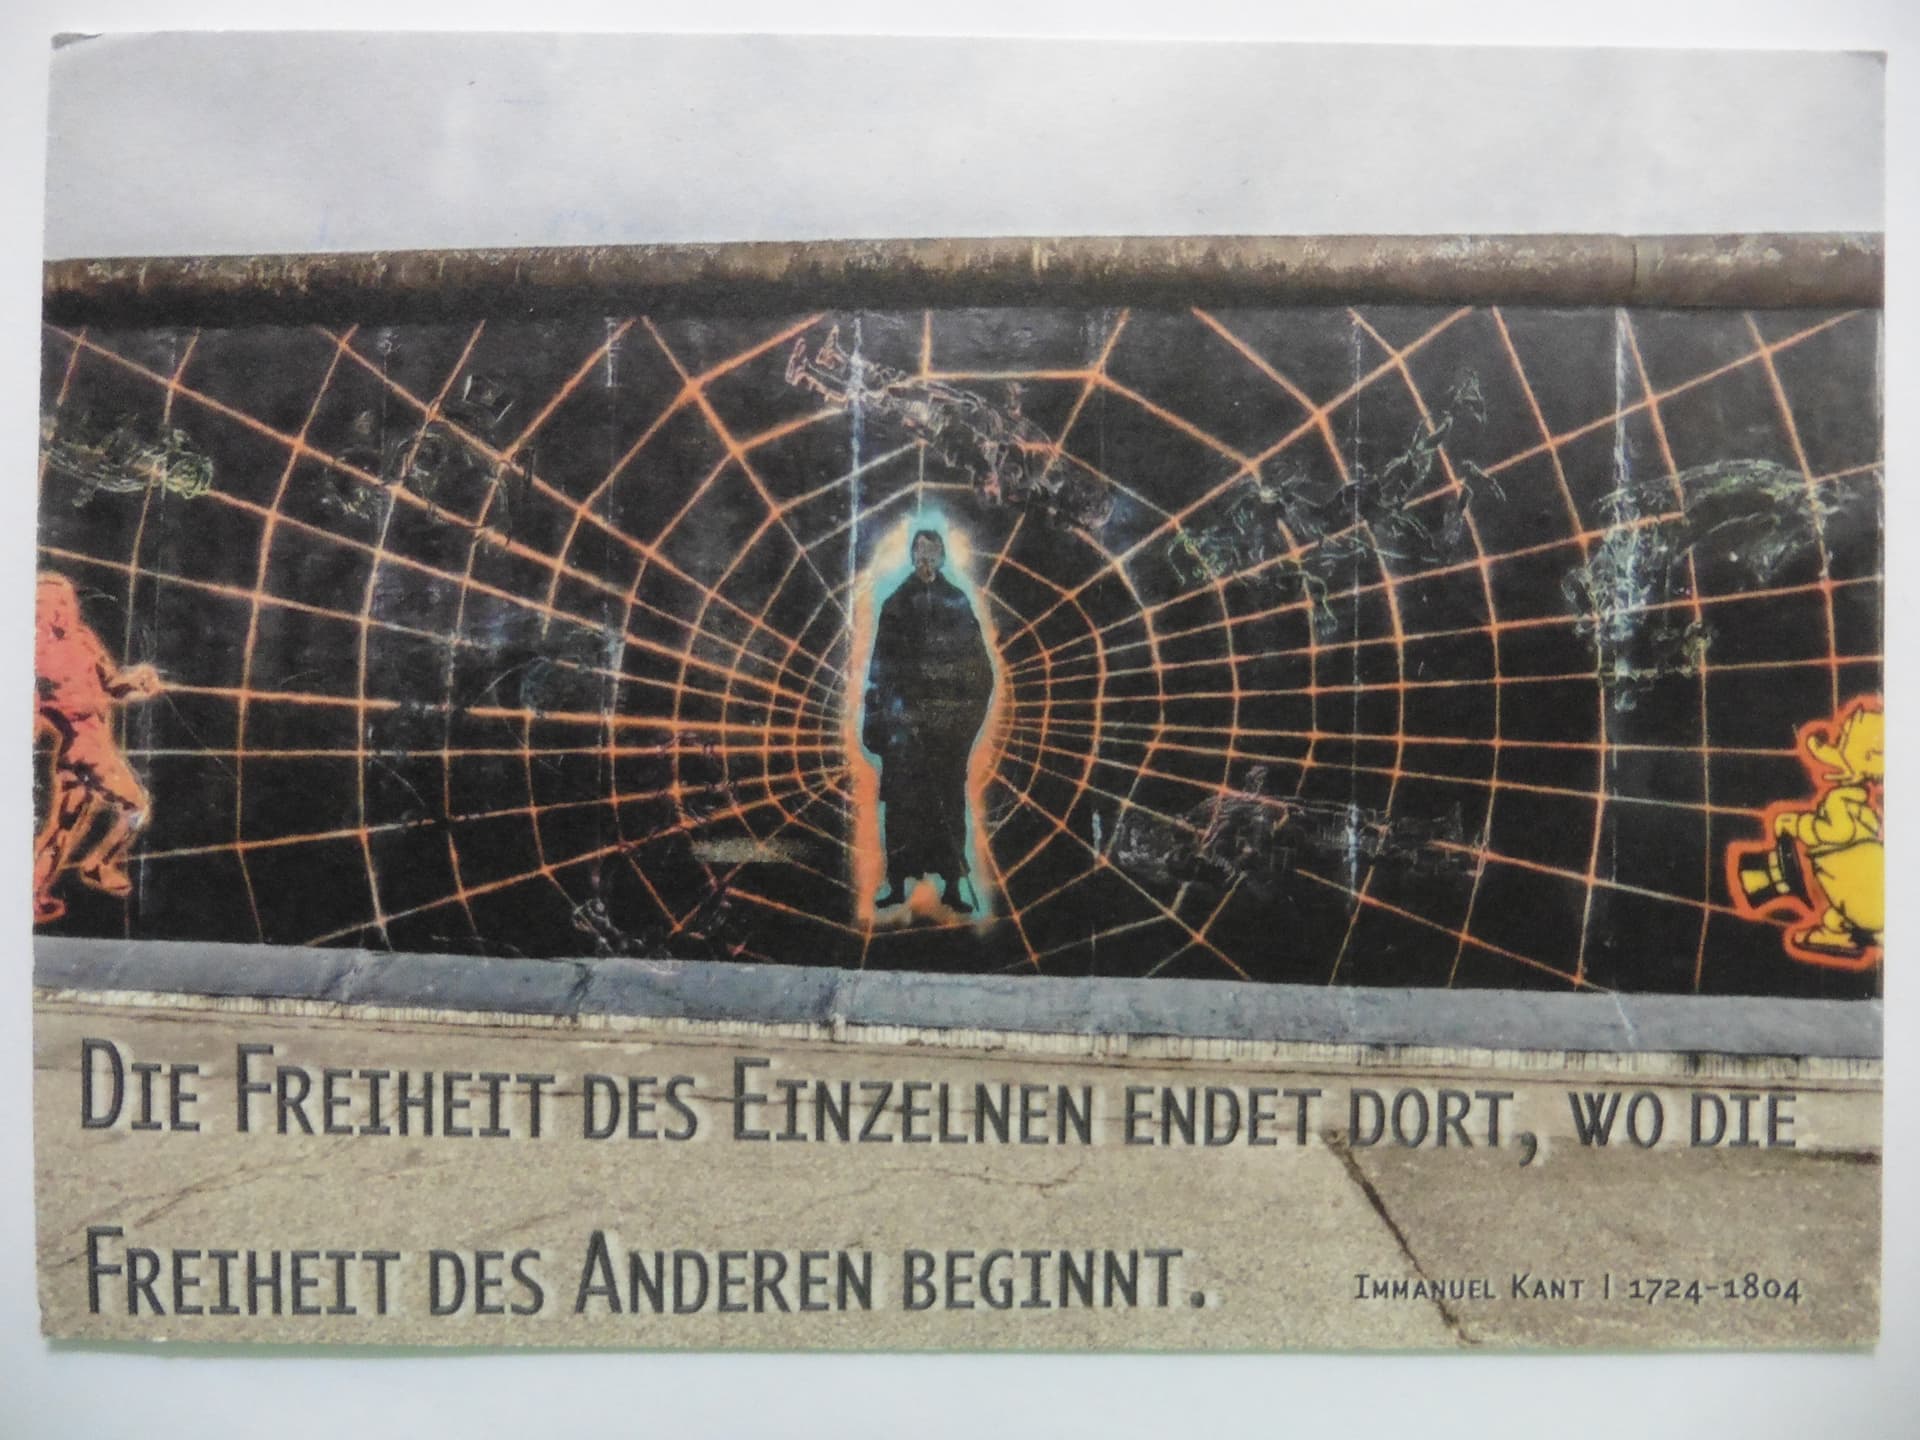 Die Freiheit des Einzelnen endet dort, wo die
Freiheit des Anderen beginnt.
Immanuel Kant | 1724-1804